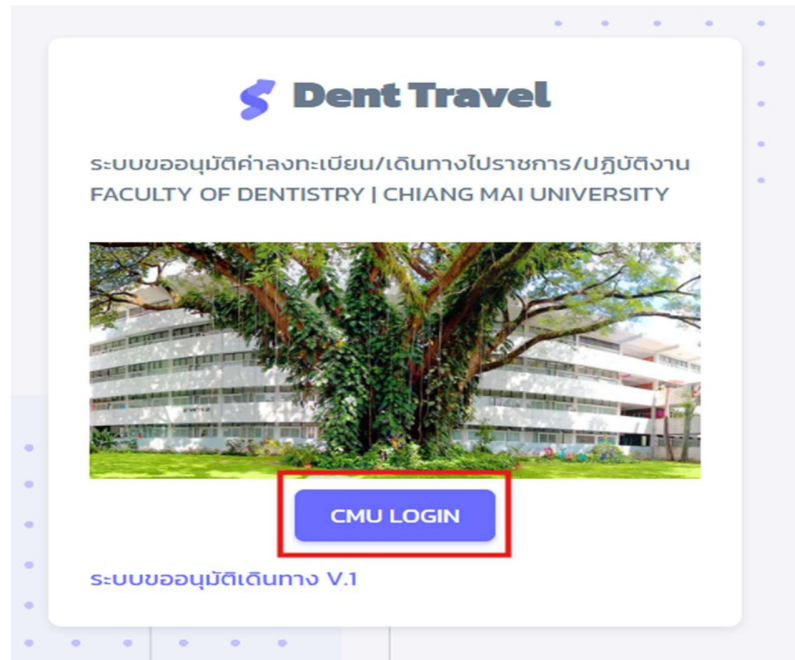 Dent Travel
ระบบขออนุมัติค่าลงทะเบียน/เดินทางไปราชการ/ปฏิบัติงาน
FACULTY OF DENTISTRY | CHIANG MAI UNIVERSITY
CMU LOGIN
ระบบขออนุมัติเดินทาง V.1